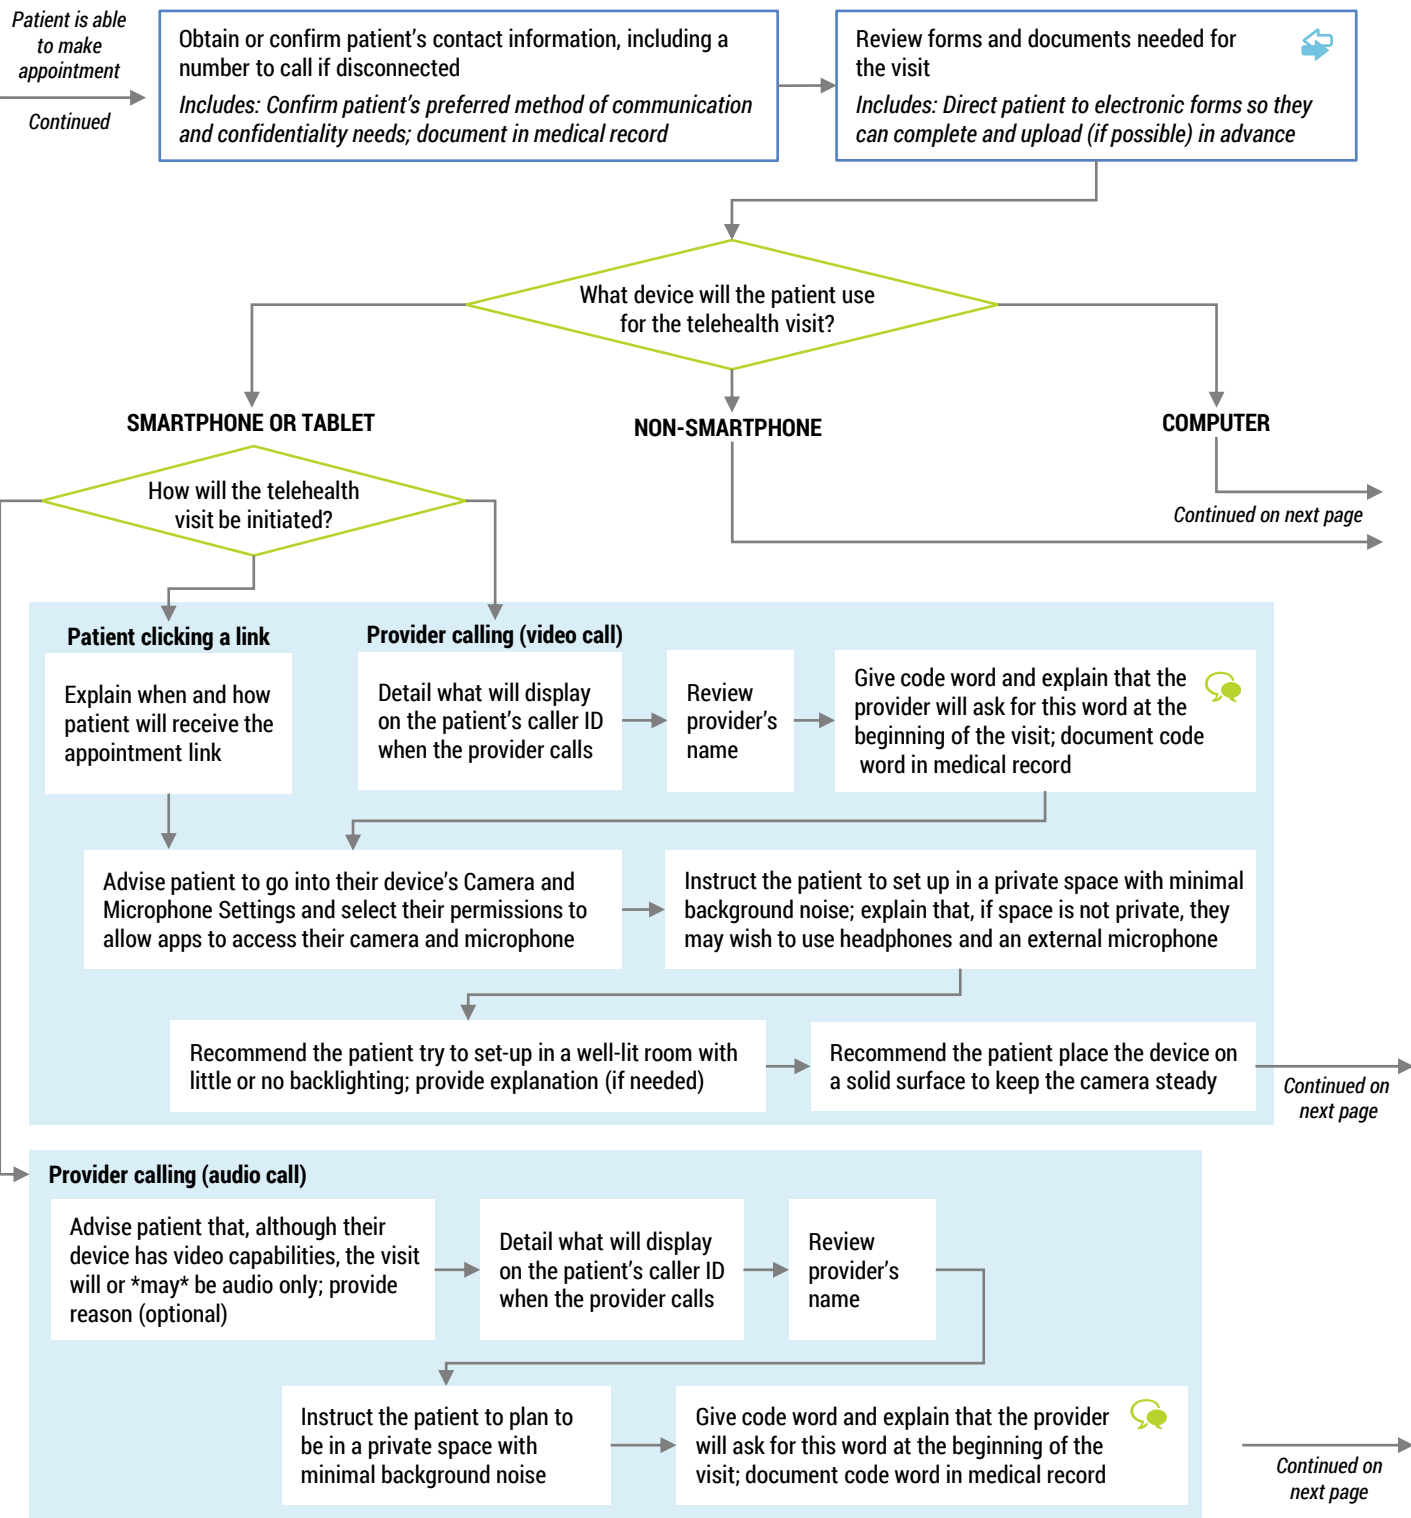 Patient is able
to make
appointment
Continued
Obtain or confirm patient’s contact information, including a
number to call if disconnected
Includes: Confirm patient’s preferred method of communication
and confidentiality needs; document in medical record
Review forms and documents needed for
the visit
Includes: Direct patient to electronic forms so they
can complete and upload (if possible) in advance
What device will the patient use
for the telehealth visit?
SMARTPHONE OR TABLET
NON-SMARTPHONE
COMPUTER
How will the telehealth
visit be initiated?
Continued on next page
Patient clicking a link
Explain when and how
patient will receive the
appointment link
Provider calling (video call)
Detail what will display
on the patient’s caller ID
when the provider calls
Review
provider’s
name
Give code word and explain that the
provider will ask for this word at the
beginning of the visit; document code
word in medical record
Advise patient to go into their device’s Camera and
Microphone Settings and select their permissions to
allow apps to access their camera and microphone
Instruct the patient to set up in a private space with minimal
background noise; explain that, if space is not private, they
may wish to use headphones and an external microphone
Recommend the patient try to set-up in a well-lit room with
little or no backlighting; provide explanation (if needed)
Recommend the patient place the device on
a solid surface to keep the camera steady
Continued on
next page
Provider calling (audio call)
Advise patient that, although their
device has video capabilities, the visit
will or *may* be audio only; provide
reason (optional)
Detail what will display
on the patient’s caller ID
when the provider calls
Review
provider’s
name
Instruct the patient to plan to
be in a private space with
minimal background noise
Give code word and explain that the provider
will ask for this word at the beginning of the
visit; document code word in medical record
Continued on
next page